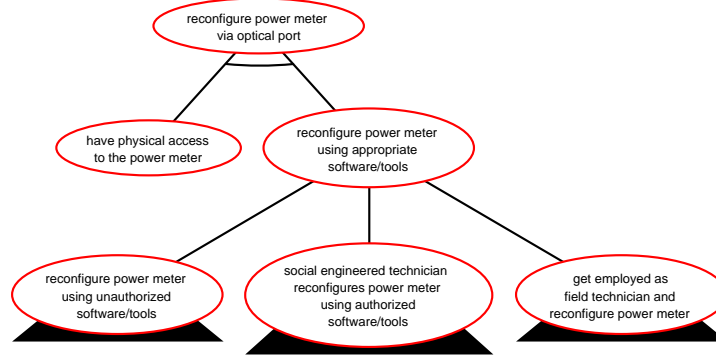 reconfigure power meter
via optical port
have physical access
to the power meter
reconfigure power meter
using appropriate
software/tools
reconfigure power meter
using unauthorized
software/tools
social engineered technician
reconfigures power meter
using authorized
software/tools
get employed as
field technician and
reconfigure power meter